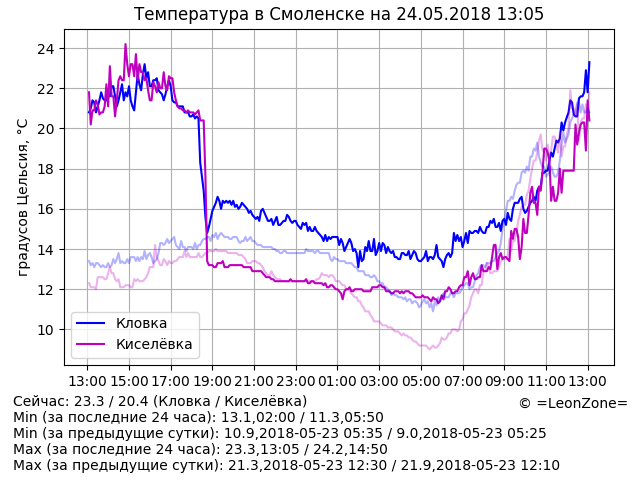 Температура в Смоленске на 24.05.2018 13:05
градусов Цельсия, °C
24
22
20
18
16
14
12
10
Кловка
Киселёвка
13:00 15:00 17:00 19:00 21:00 23:00 01:00 03:00 05:00 07:00 09:00 11:00 13:00
Сейчас: 23.3 / 20.4 (Кловка / Киселёвка)
© =LeonZone=
Min (за последние 24 часа): 13.1,02:00 / 11.3,05:50
Min (за предыдущие сутки): 10.9,2018-05-23 05:35 / 9.0,2018-05-23 05:25
Max (за последние 24 часа): 23.3,13:05 / 24.2,14:50
Max (за предыдущие сутки): 21.3,2018-05-23 12:30 / 21.9,2018-05-23 12:10